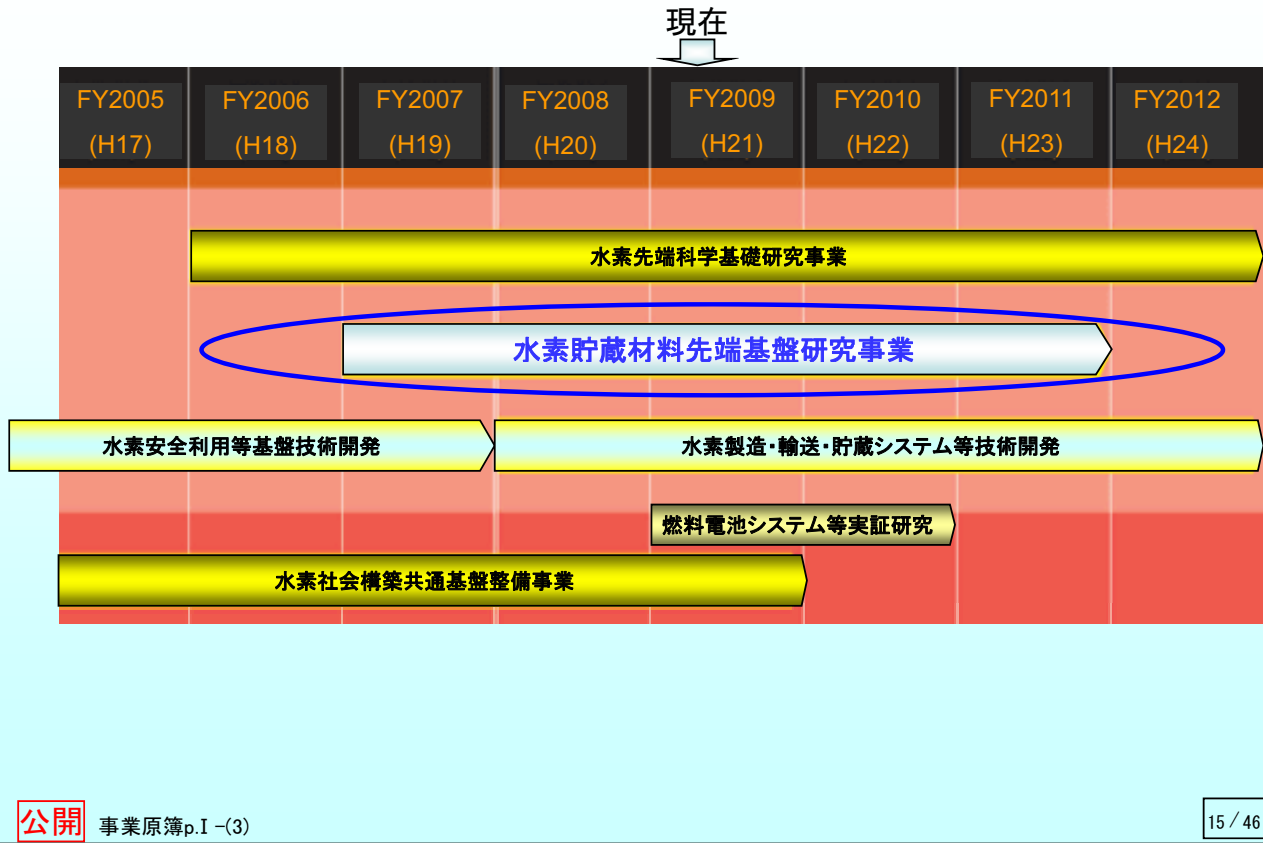 現在
FY2005 FY2006 FY2007 FY2008 FY2009 FY2010 FY2011 FY2012
(H17) (H18) (H19) (H20) (H21) (H22) (H23) (H24)
水素先端科学基礎研究事業
水素貯蔵材料先端基盤研究事業
水素安全利用等基盤技術開発 水素製造・輸送・貯蔵システム等技術開発
燃料電池システム等実証研究
水素社会構築共通基盤整備事業
公開 事業原簿p.I -(3)
15/46